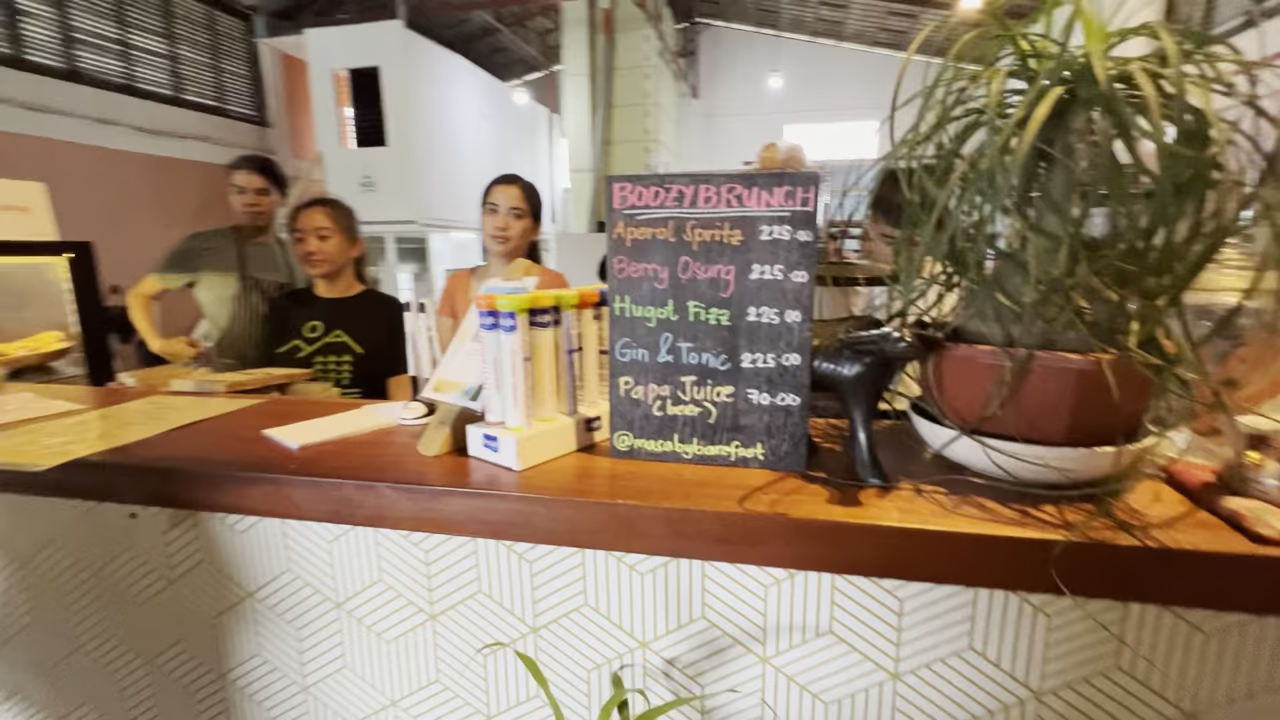 BOOZY BRUNCH
Aperol Spritz 225.00
Berry Osung 225.00
Hugot Fizz 225.00
Gin & Tonic 225.00
Papa Juice 70.00
(beer)
@masabybarefoot